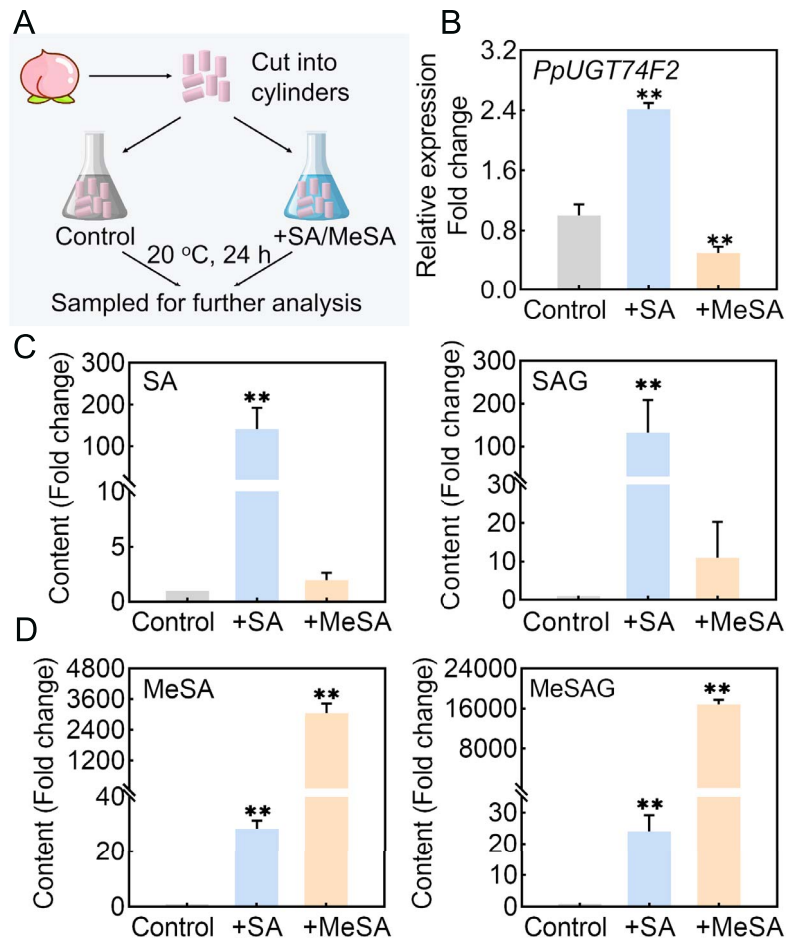 A
Cut into
cylinders
Control
+SA/MeSA
20 ºC, 24 h
Sampled for further analysis
B
Relative expression
Fold change
3.2
2.4
1.6
0.8
0.0
PpUGT74F2
**
**
Control
+SA
+MeSA
C
Content (Fold change)
300
200
100
10
5
0
SA
**
Control
+SA
+MeSA
Content (Fold change)
300
200
100
30
20
10
0
SAG
**
Control
+SA
+MeSA
D
Content (Fold change)
4800
3600
2400
1200
40
20
0
MeSA
**
**
Control
+SA
+MeSA
Content (Fold change)
24000
16000
8000
30
20
10
0
MeSAG
**
**
Control
+SA
+MeSA